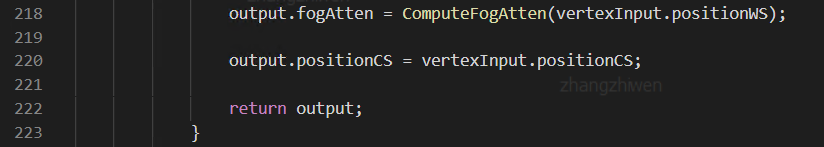 218 output.fogAtten = ComputeFogAtten(vertexInput.positionWS);
219
220 output.positionCS = vertexInput.positionCS;
221
zhangzhiwen
222 return output;
223 }